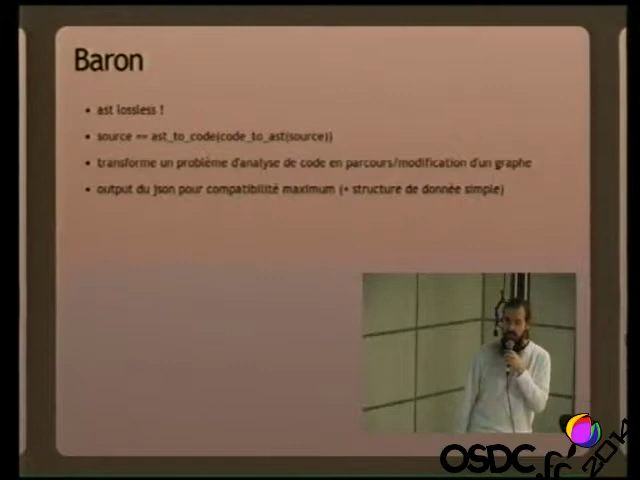 Baron
• ast lossless !
• source == ast_to_code(code_to_ast(source))
• transforme un problème d'analyse de code en parcours/modification d'un graphe
• output du json pour compatibilité maximum (+ structure de donnée simple)
OSDC.fr 2014